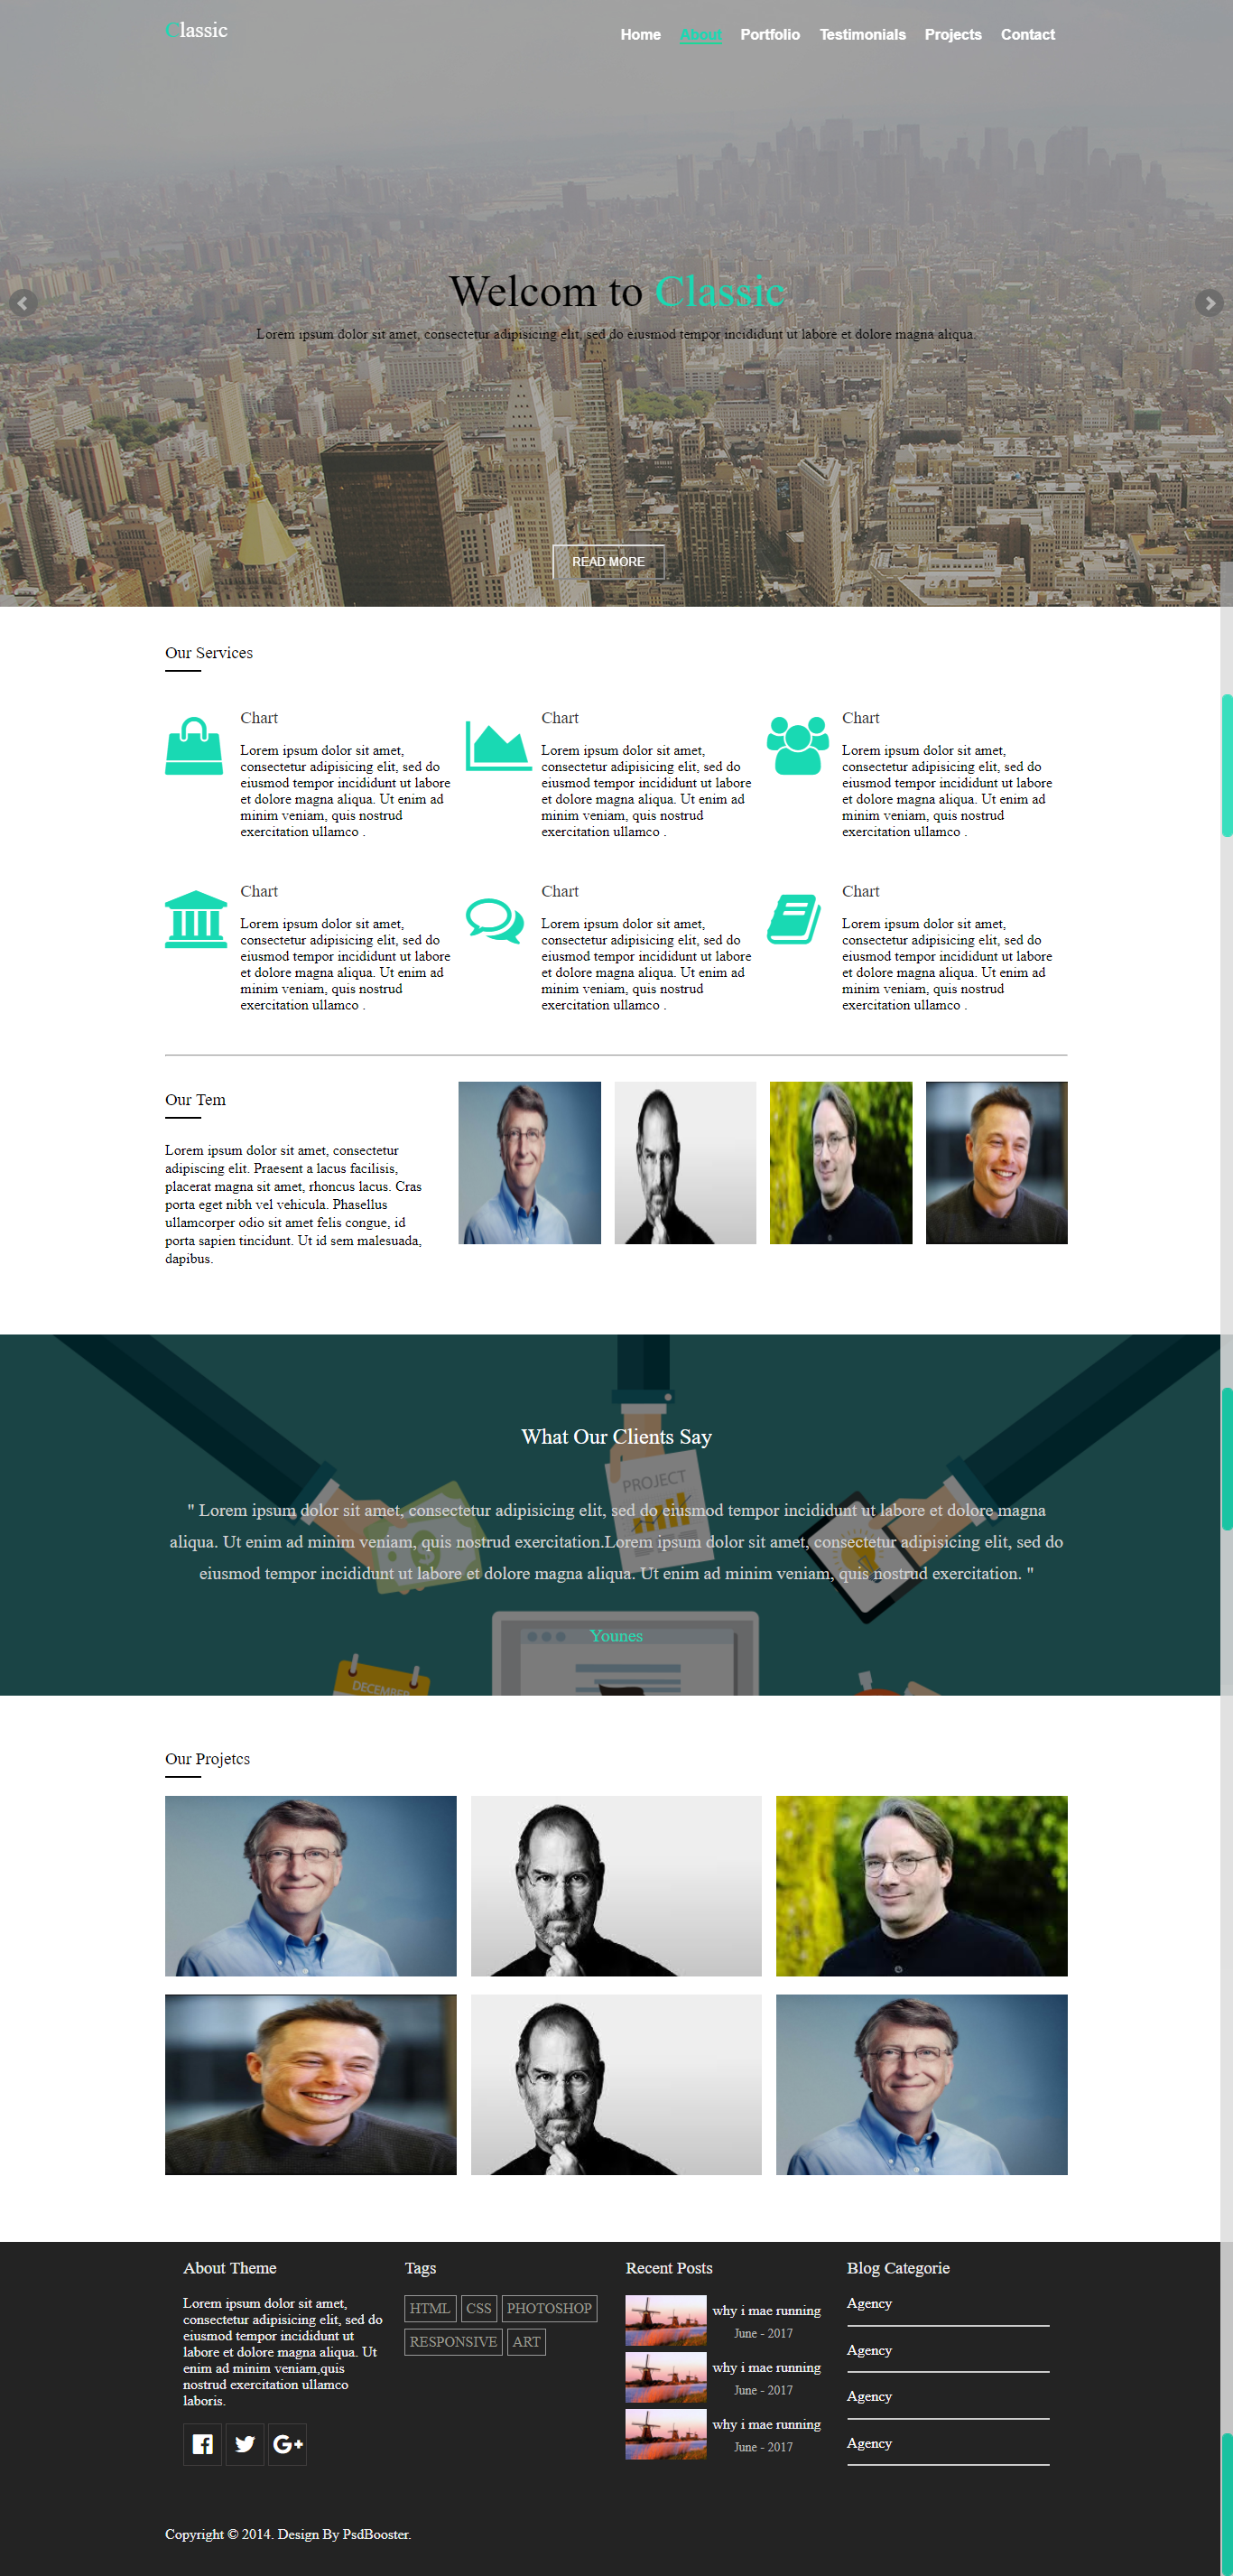 Classic
Home About Portfolio Testimonials Projects Contact
Welcom to Classic
Lorem ipsum dolor sit amet, consectetur adipisicing elit, sed do eiusmod tempor incididunt ut labore et dolore magna aliqua.
READ MORE
Our Services
Chart
Lorem ipsum dolor sit amet,
consectetur adipisicing elit, sed do
eiusmod tempor incididunt ut labore
et dolore magna aliqua. Ut enim ad
minim veniam, quis nostrud
exercitation ullamco .
Chart
Lorem ipsum dolor sit amet,
consectetur adipisicing elit, sed do
eiusmod tempor incididunt ut labore
et dolore magna aliqua. Ut enim ad
minim veniam, quis nostrud
exercitation ullamco .
Chart
Lorem ipsum dolor sit amet,
consectetur adipisicing elit, sed do
eiusmod tempor incididunt ut labore
et dolore magna aliqua. Ut enim ad
minim veniam, quis nostrud
exercitation ullamco .
Chart
Lorem ipsum dolor sit amet,
consectetur adipisicing elit, sed do
eiusmod tempor incididunt ut labore
et dolore magna aliqua. Ut enim ad
minim veniam, quis nostrud
exercitation ullamco .
Chart
Lorem ipsum dolor sit amet,
consectetur adipisicing elit, sed do
eiusmod tempor incididunt ut labore
et dolore magna aliqua. Ut enim ad
minim veniam, quis nostrud
exercitation ullamco .
Chart
Lorem ipsum dolor sit amet,
consectetur adipisicing elit, sed do
eiusmod tempor incididunt ut labore
et dolore magna aliqua. Ut enim ad
minim veniam, quis nostrud
exercitation ullamco .
Our Tem
Lorem ipsum dolor sit amet, consectetur
adipiscing elit. Praesent a lacus facilisis,
placerat magna sit amet, rhoncus lacus. Cras
porta eget nibh vel vehicula. Phasellus
ullamcorper odio sit amet felis congue, id
porta sapien tincidunt. Ut id sem malesuada,
dapibus.
What Our Clients Say
PROJECT
" Lorem ipsum dolor sit amet, consectetur adipisicing elit, sed do eiusmod tempor incididunt ut labore et dolore magna
aliqua. Ut enim ad minim veniam, quis nostrud exercitation.Lorem ipsum dolor sit amet, consectetur adipisicing elit, sed do
eiusmod tempor incididunt ut labore et dolore magna aliqua. Ut enim ad minim veniam, quis nostrud exercitation. "
Younes
DECEMBER
Our Projetcs
About Theme
Lorem ipsum dolor sit amet,
consectetur adipisicing elit, sed do
eiusmod tempor incididunt ut
labore et dolore magna aliqua. Ut
enim ad minim veniam,quis
nostrud exercitation ullamco
laboris.
Tags
HTML CSS PHOTOSHOP
RESPONSIVE ART
Recent Posts
why i mae running
June - 2017
why i mae running
June - 2017
why i mae running
June - 2017
Blog Categorie
Agency
Agency
Agency
Agency
Copyright © 2014. Design By PsdBooster.